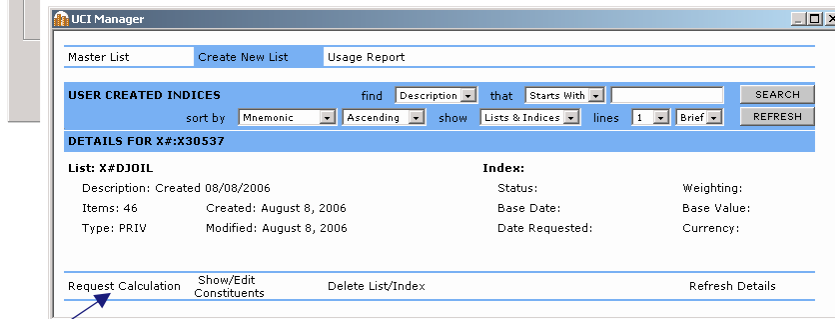 UCI Manager
Master List Create New List Usage Report
USER CREATED INDICES find Description that Starts With SEARCH
sort by Mnemonic Ascending show Lists & Indices lines 1 Brief REFRESH
DETAILS FOR X#:X30537
List: X#DJOIL Index:
Description: Created 08/08/2006 Status: Weighting:
Items: 46 Created: August 8, 2006 Base Date: Base Value:
Type: PRIV Modified: August 8, 2006 Date Requested: Currency:
Request Calculation Show/Edit Constituents Delete List/Index Refresh Details